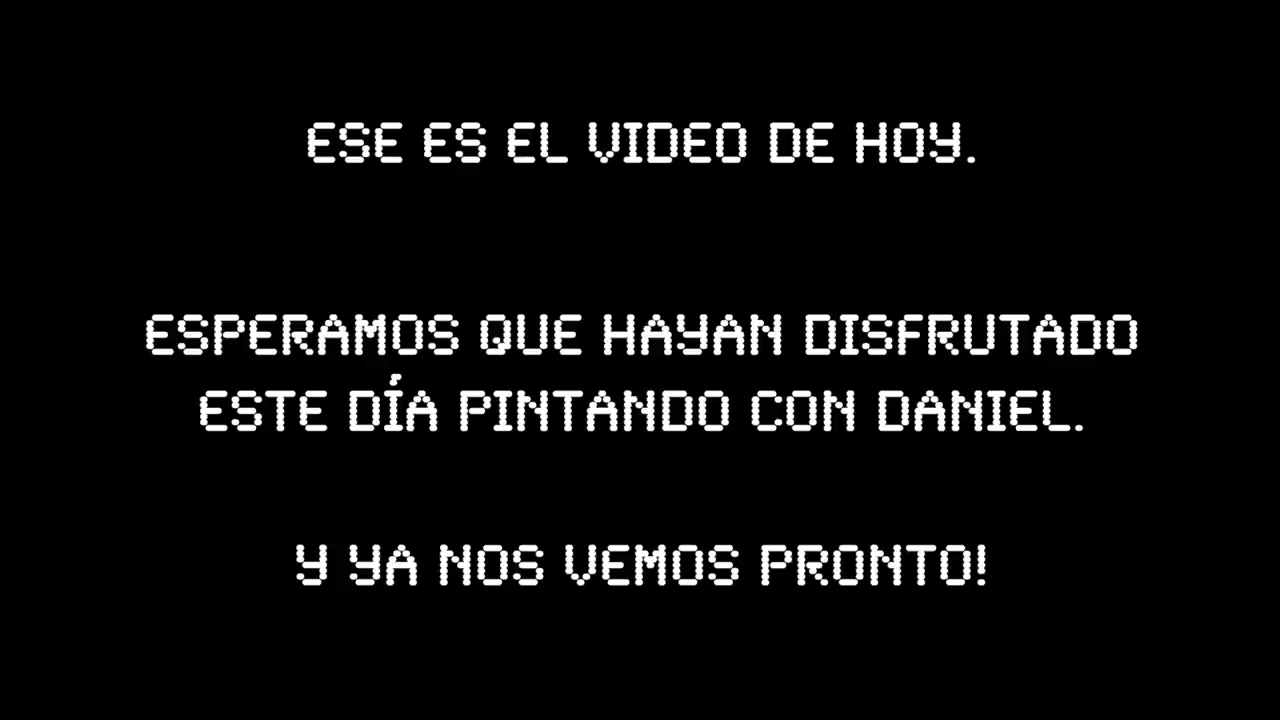 ESE ES EL VIDEO DE HOY.
ESPERAMOS QUE HAYAN DISFRUTADO
ESTE DÍA PINTANDO CON DANIEL.
Y YA NOS VEMOS PRONTO!